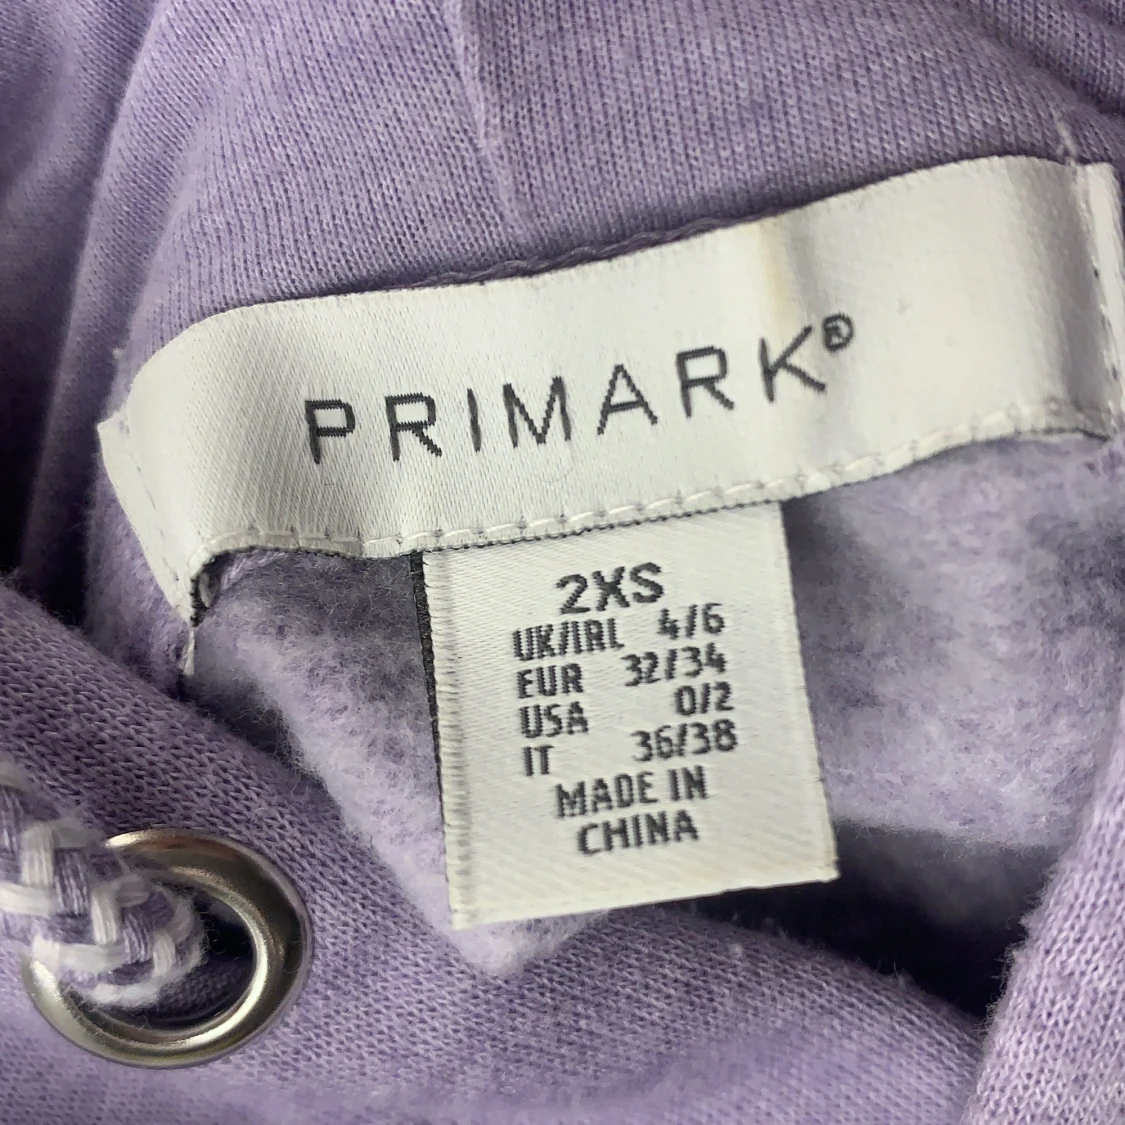 PRIMARK®
2XS
UK/IRL 4/6
EUR 32/34
USA 0/2
IT 36/38
MADE IN
CHINA